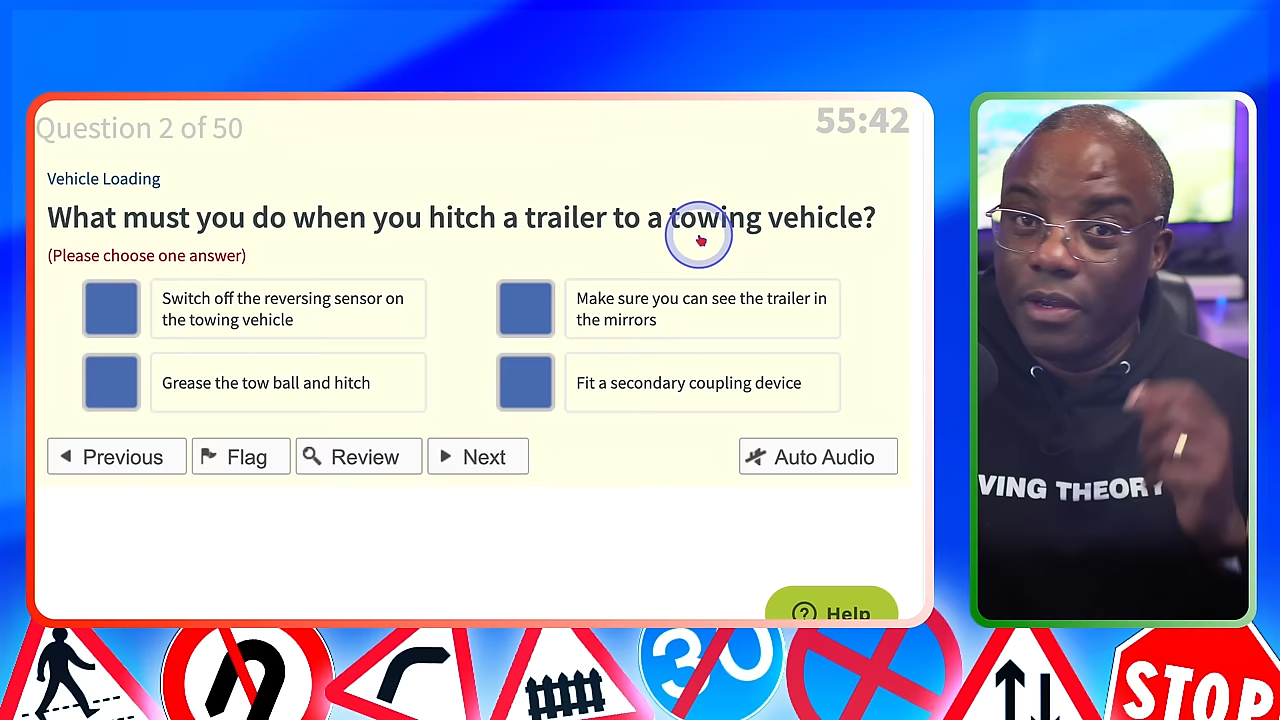 Question 2 of 50
55:42
Vehicle Loading
What must you do when you hitch a trailer to a towing vehicle?
(Please choose one answer)
Switch off the reversing sensor on
the towing vehicle
Make sure you can see the trailer in
the mirrors
Grease the tow ball and hitch
Fit a secondary coupling device
Previous
Flag
Review
Next
Auto Audio
? Help
VING THEORY
30
STOP